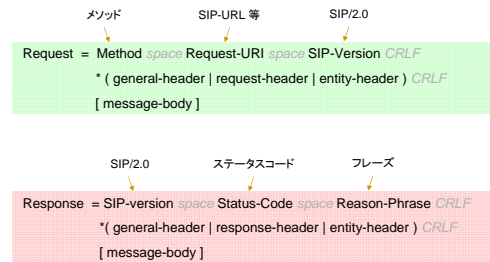 メソッド SIP-URL 等 SIP/2.0
Request = Method space Request-URI space SIP-Version CRLF
* ( general-header | request-header | entity-header ) CRLF
[ message-body ]
SIP/2.0 ステータスコード フレーズ
Response = SIP-version space Status-Code space Reason-Phrase CRLF
*( general-header | response-header | entity-header ) CRLF
[ message-body ]